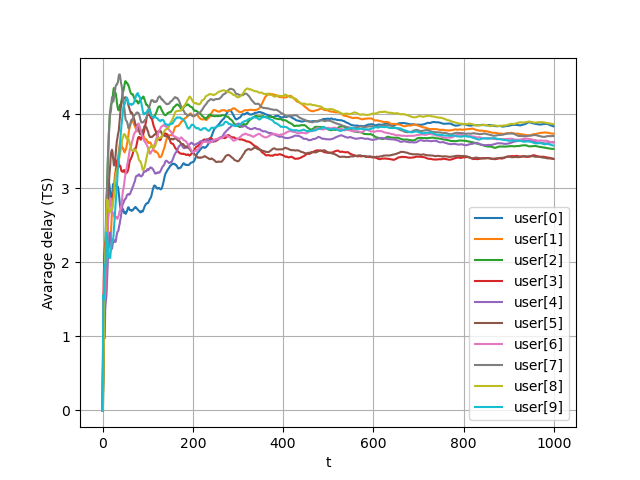 4
3
2
1
0
Avarage delay (TS)
0 200 400 600 800 1000
t
user[0]
user[1]
user[2]
user[3]
user[4]
user[5]
user[6]
user[7]
user[8]
user[9]